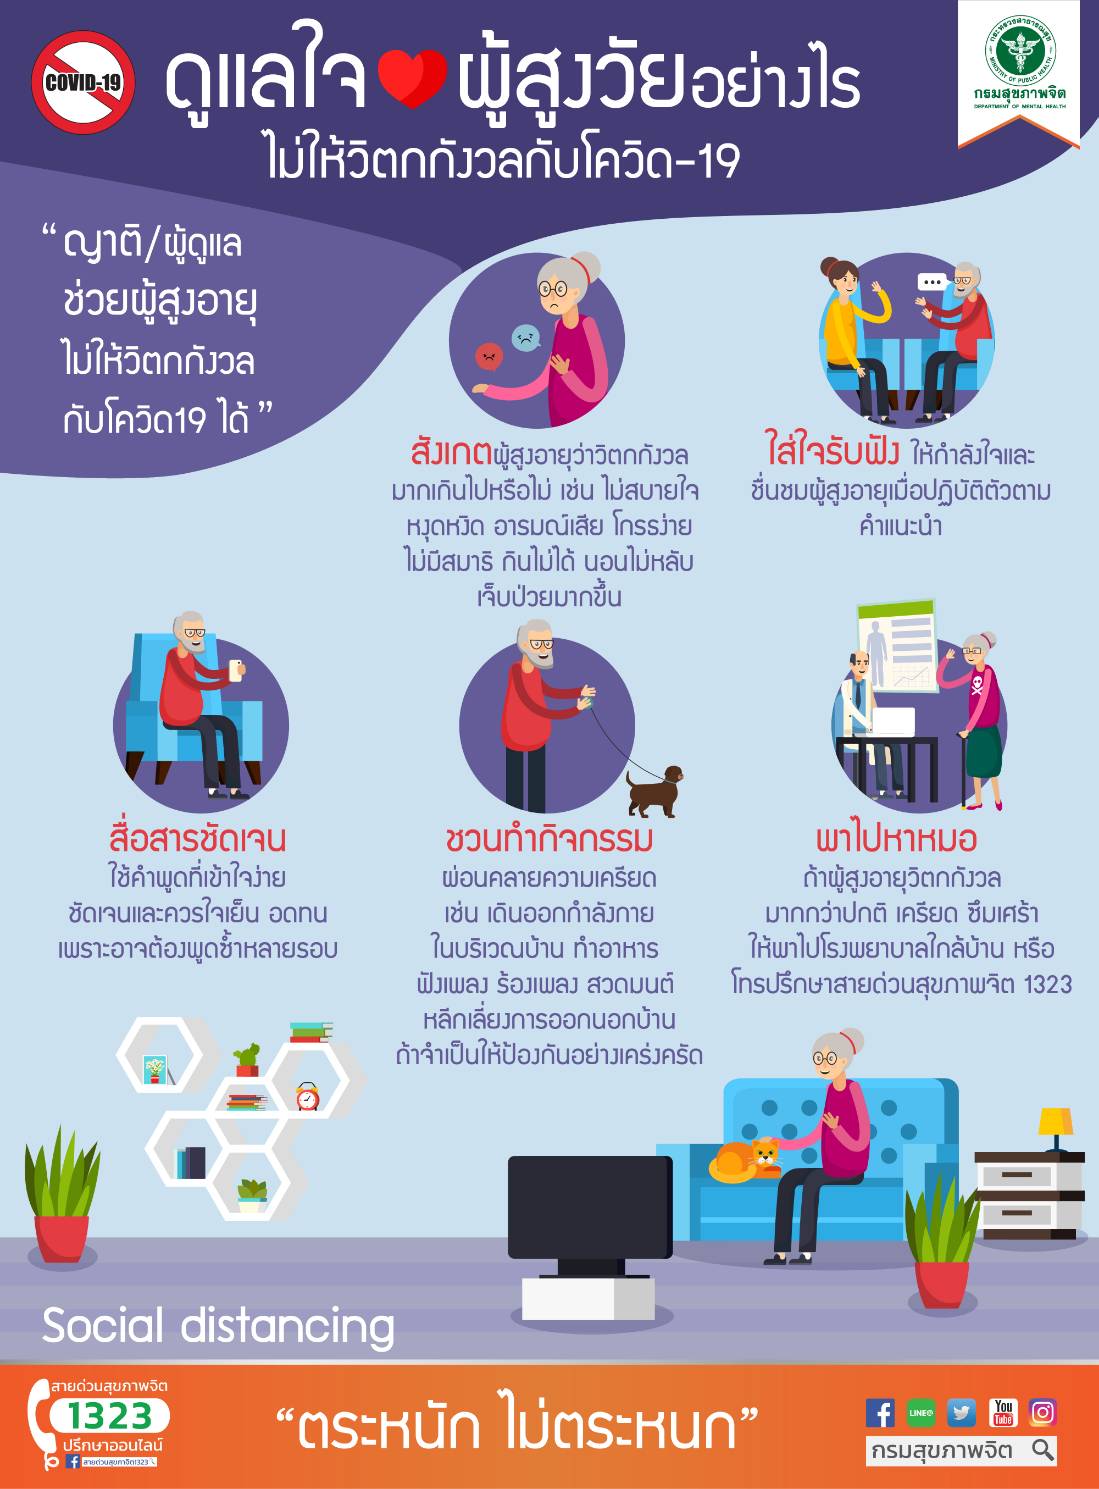 COVID-19
ดูแลใจ ผู้สูงวัยอย่างไร
ไม่ให้วิตกกังวลกับโควิด-19
กระทรวงสาธารณสุข
MINISTRY OF PUBLIC HEALTH
กรมสุขภาพจิต
DEPARTMENT OF MENTAL HEALTH
“ ญาติ/ผู้ดูแล
ช่วยผู้สูงอายุ
ไม่ให้วิตกกังวล
กับโควิด19 ได้ ”
สังเกตผู้สูงอายุว่าวิตกกังวล
มากเกินไปหรือไม่ เช่น ไม่สบายใจ
หงุดหงิด อารมณ์เสีย โกรธง่าย
ไม่มีสมาธิ กินไม่ได้ นอนไม่หลับ
เจ็บป่วยมากขึ้น
ใส่ใจรับฟัง ให้กำลังใจและ
ชื่นชมผู้สูงอายุเมื่อปฏิบัติตัวตาม
คำแนะนำ
สื่อสารชัดเจน
ใช้คำพูดที่เข้าใจง่าย
ชัดเจนและควรใจเย็น อดทน
เพราะอาจต้องพูดซ้ำหลายรอบ
ชวนทำกิจกรรม
ผ่อนคลายความเครียด
เช่น เดินออกกำลังกาย
ในบริเวณบ้าน ทำอาหาร
ฟังเพลง ร้องเพลง สวดมนต์
หลีกเลี่ยงการออกนอกบ้าน
ถ้าจำเป็นให้ป้องกันอย่างเคร่งครัด
พาไปหาหมอ
ถ้าผู้สูงอายุวิตกกังวล
มากกว่าปกติ เครียด ซึมเศร้า
ให้พาไปโรงพยาบาลใกล้บ้าน หรือ
โทรปรึกษาสายด่วนสุขภาพจิต 1323
Social distancing
สายด่วนสุขภาพจิต
1323
ปรึกษาออนไลน์
สายด่วนสุขภาจิต1323
“ตระหนัก ไม่ตระหนก”
LINE@
You
Tube
กรมสุขภาพจิต